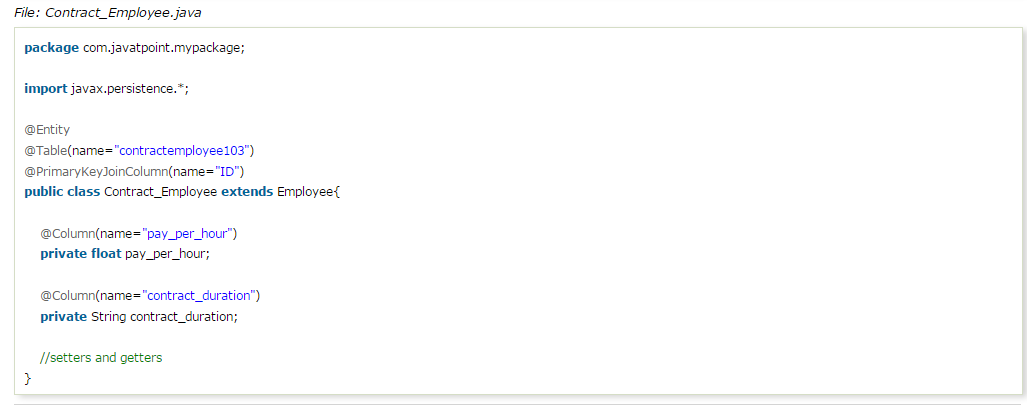 File: Contract_Employee.java
package com.javatpoint.mypackage;
import javax.persistence.*;
@Entity
@Table(name="contractemployee103")
@PrimaryKeyJoinColumn(name="ID")
public class Contract_Employee extends Employee{
@Column(name="pay_per_hour")
private float pay_per_hour;
@Column(name="contract_duration")
private String contract_duration;
//setters and getters
}